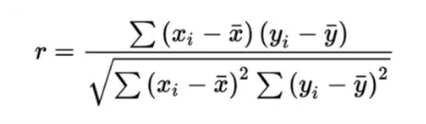 r = \frac{\sum (x_i - \bar{x}) (y_i - \bar{y})}{\sqrt{\sum (x_i - \bar{x})^2 \sum (y_i - \bar{y})^2}}